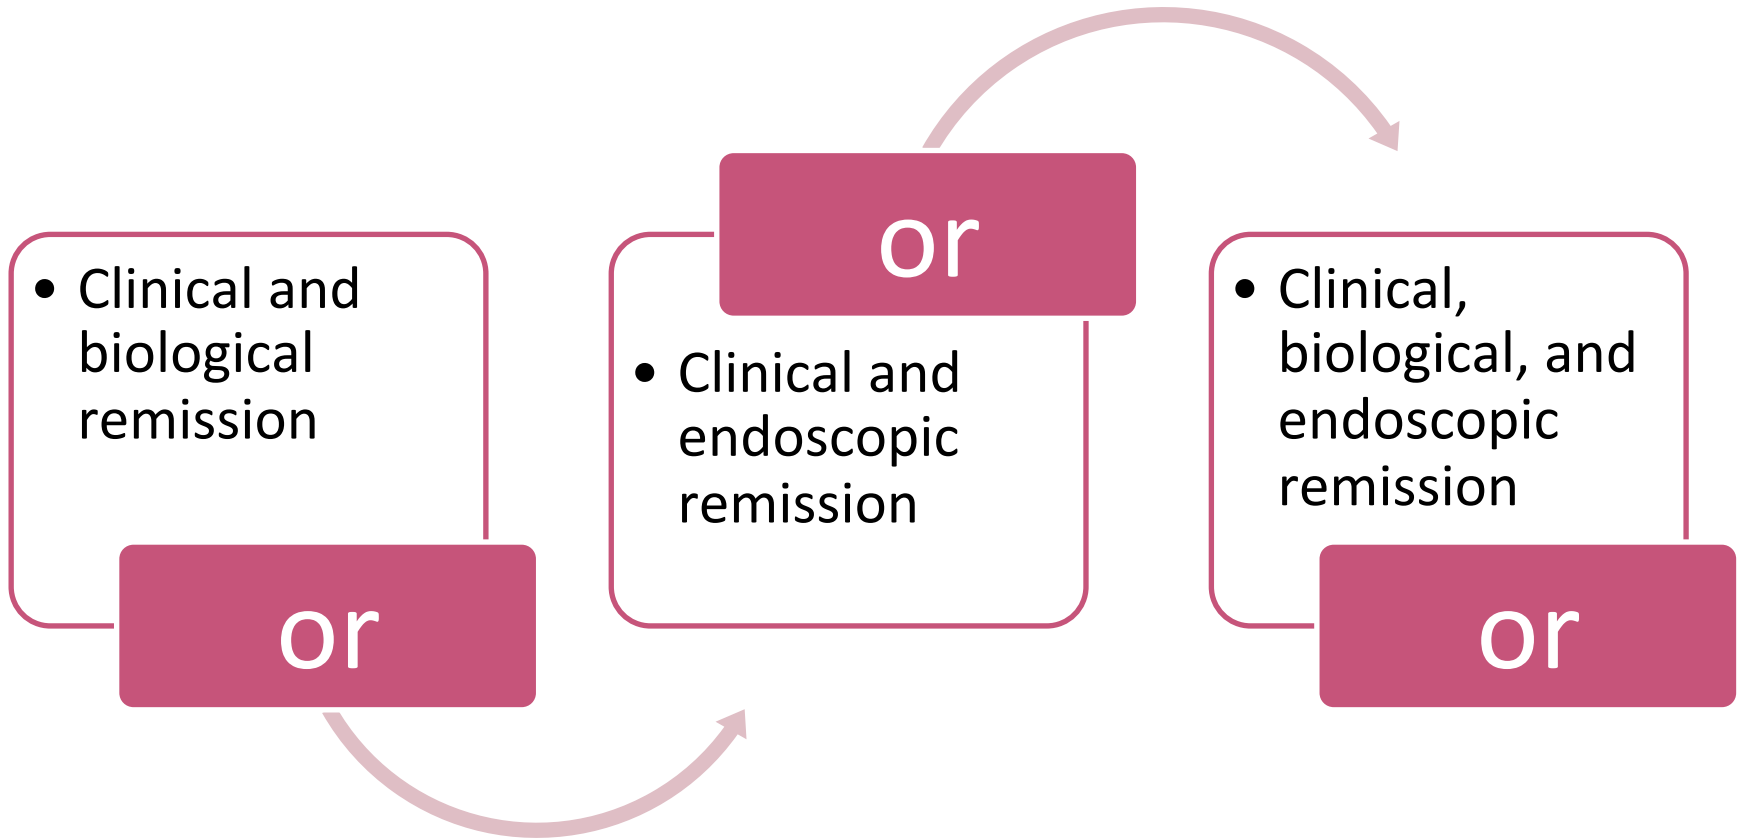 • Clinical and
biological
remission
or
or
• Clinical and
endoscopic
remission
• Clinical,
biological, and
endoscopic
remission
or